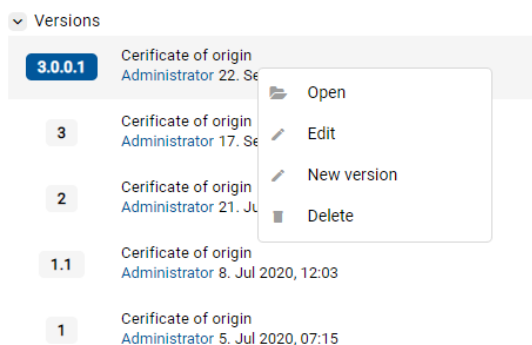 Versions
3.0.0.1
Cerificate of origin
Administrator 22. Se
Open
3
Cerificate of origin
Administrator 17. Se
Edit
New version
2
Cerificate of origin
Administrator 21. Ju
Delete
1.1
Cerificate of origin
Administrator 8. Jul 2020, 12:03
1
Cerificate of origin
Administrator 5. Jul 2020, 07:15